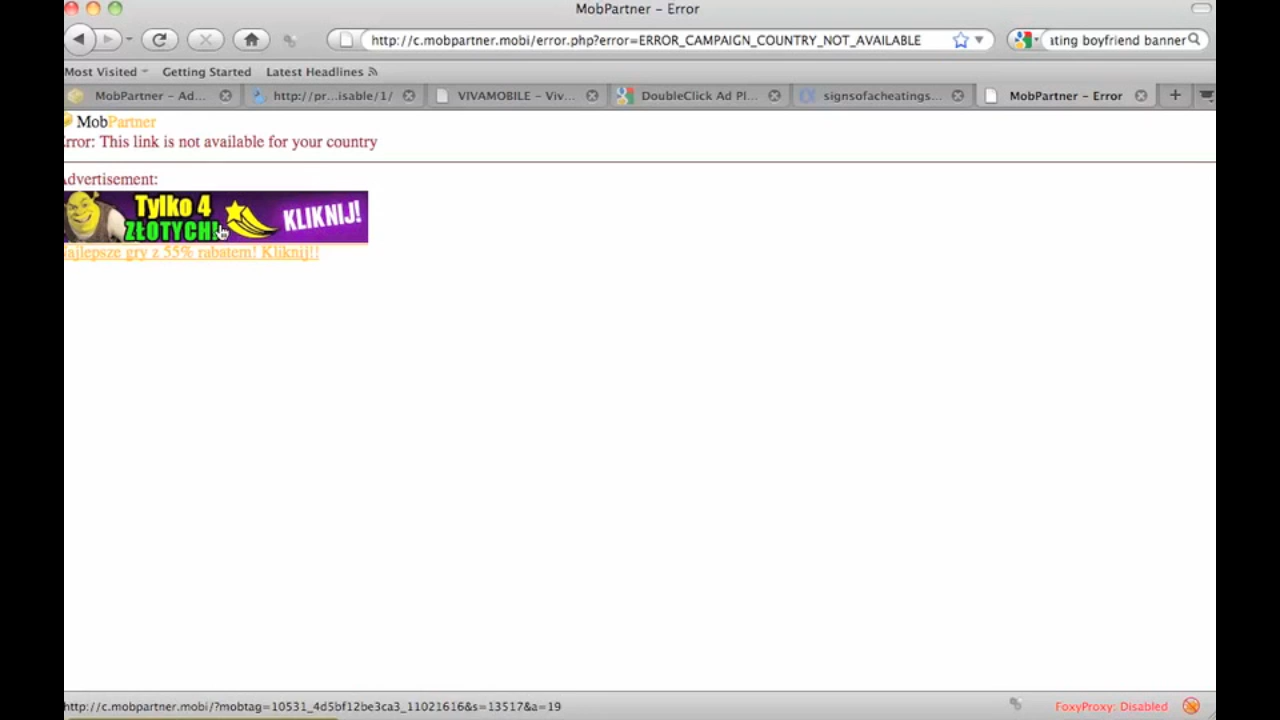 MobPartner – Error
http://c.mobpartner.mobi/error.php?error=ERROR_CAMPAIGN_COUNTRY_NOT_AVAILABLE
ating boyfriend banner
Most Visited
Getting Started
Latest Headlines
MobPartner – Ad...
http://pr...isable/1/
VIVAMOBILE – Viv...
DoubleClick Ad Pl...
signsofacheatings...
MobPartner – Error
MobPartner
Error: This link is not available for your country
Advertisement:
Tylko 4
ZŁOTYCH!
KLIKNIJ!
Najlepsze gry z 55% rabatem! Kliknij!!
http://c.mobpartner.mobi/?mobtag=10531_4d5bf12be3ca3_11021616&s=13517&a=19
FoxyProxy: Disabled